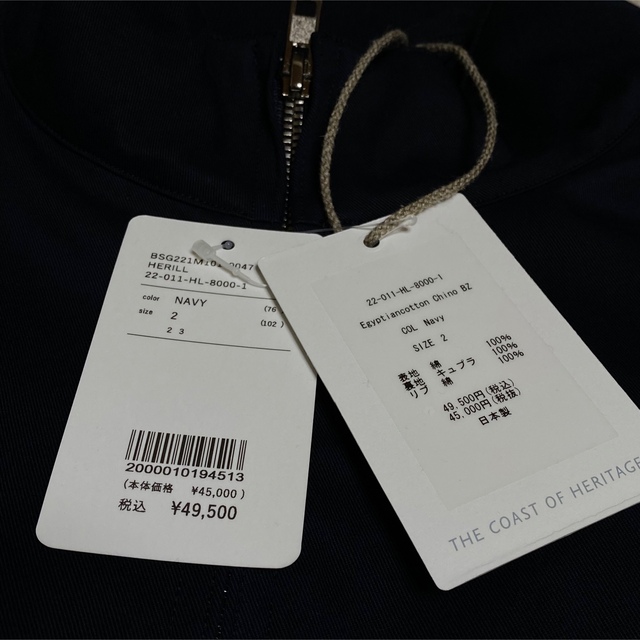 HERILL
22-011-HL-8000-1
color NAVY (76
size 2 (102)
2 3
2000010194513
(本体価格 ¥45,000)
税込 ¥49,500
22-011-HL-8000-1
Egyptiancotton Chino BZ
COL Navy
SIZE 2
表地 綿 100%
裏地 キュプラ 100%
リブ 綿 100%
49,500円(税込)
45,000円(税抜)
日本製
THE COAST OF HERITAGE